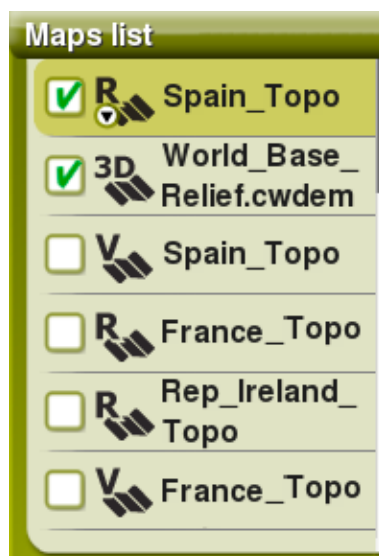 Maps list
R Spain_Topo
3D World_Base_
Relief.cwdem
V Spain_Topo
R France_Topo
R Rep_Ireland_
Topo
V France_Topo